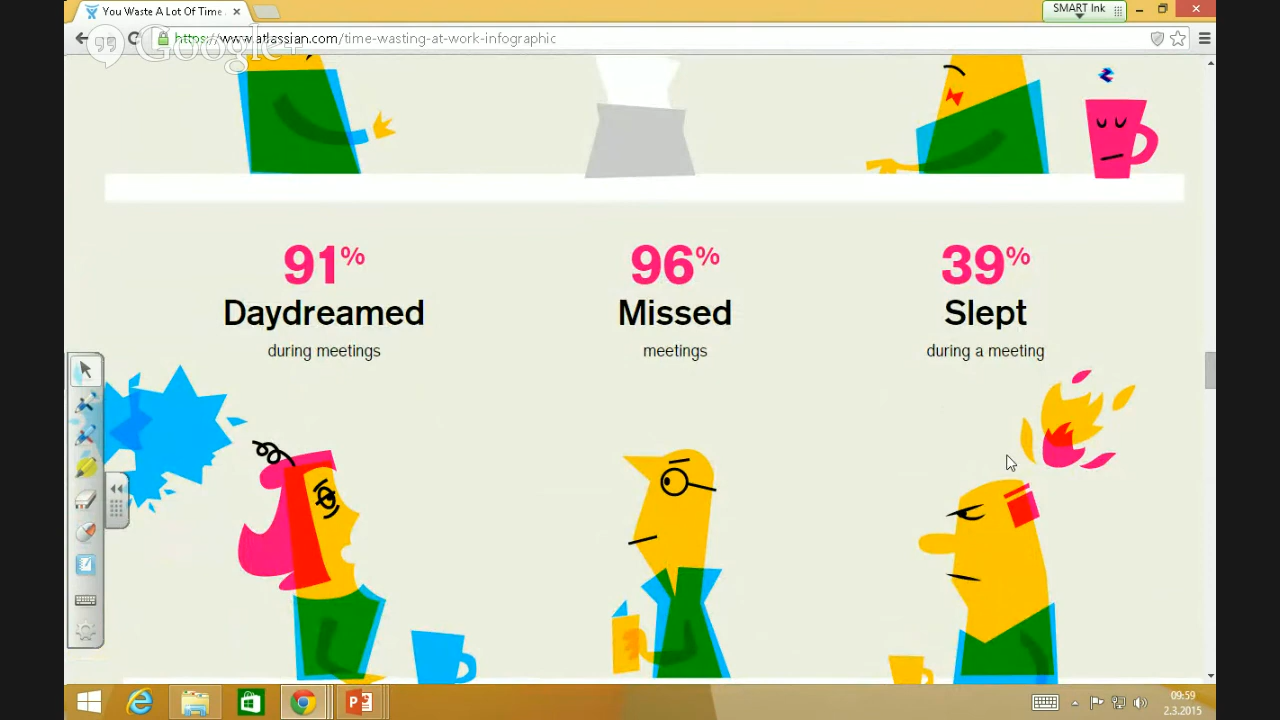 You Waste A Lot Of Time
SMART Ink
https://www.atlassian.com/time-wasting-at-work-infographic
Google+
91%
Daydreamed
during meetings
96%
Missed
meetings
39%
Slept
during a meeting
09:59
2.3.2015